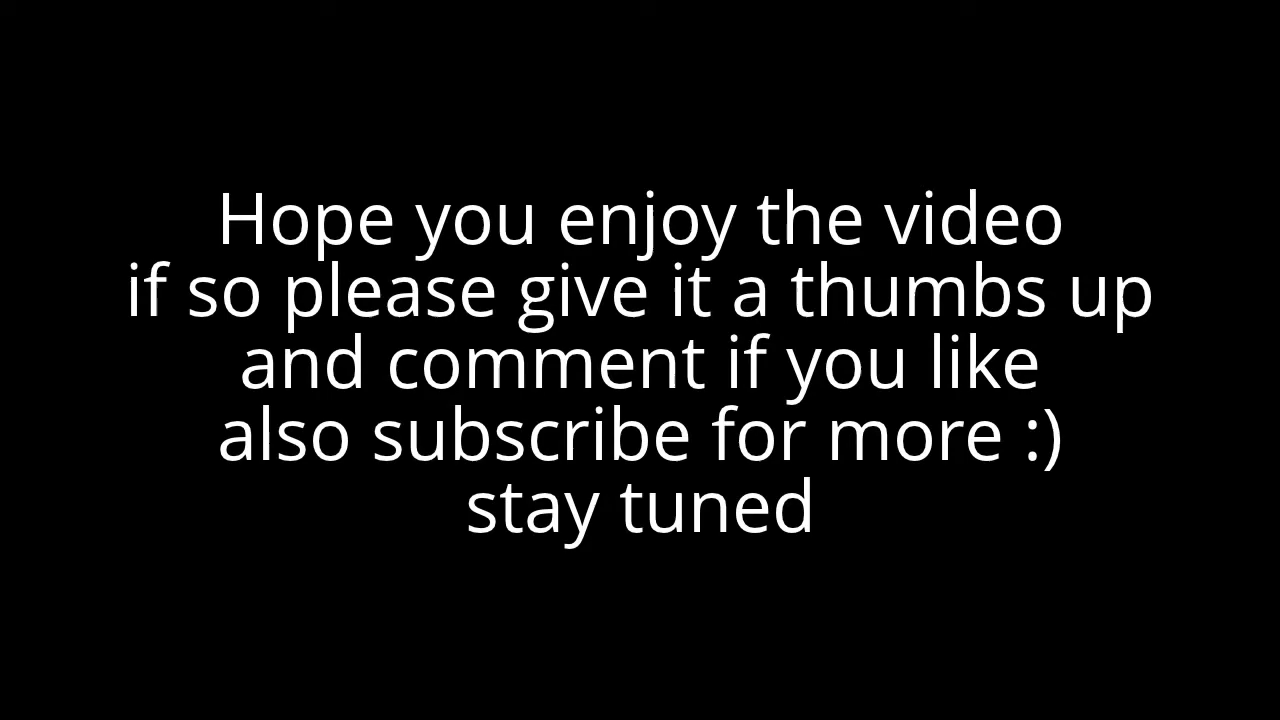 Hope you enjoy the video
if so please give it a thumbs up
and comment if you like
also subscribe for more :)
stay tuned